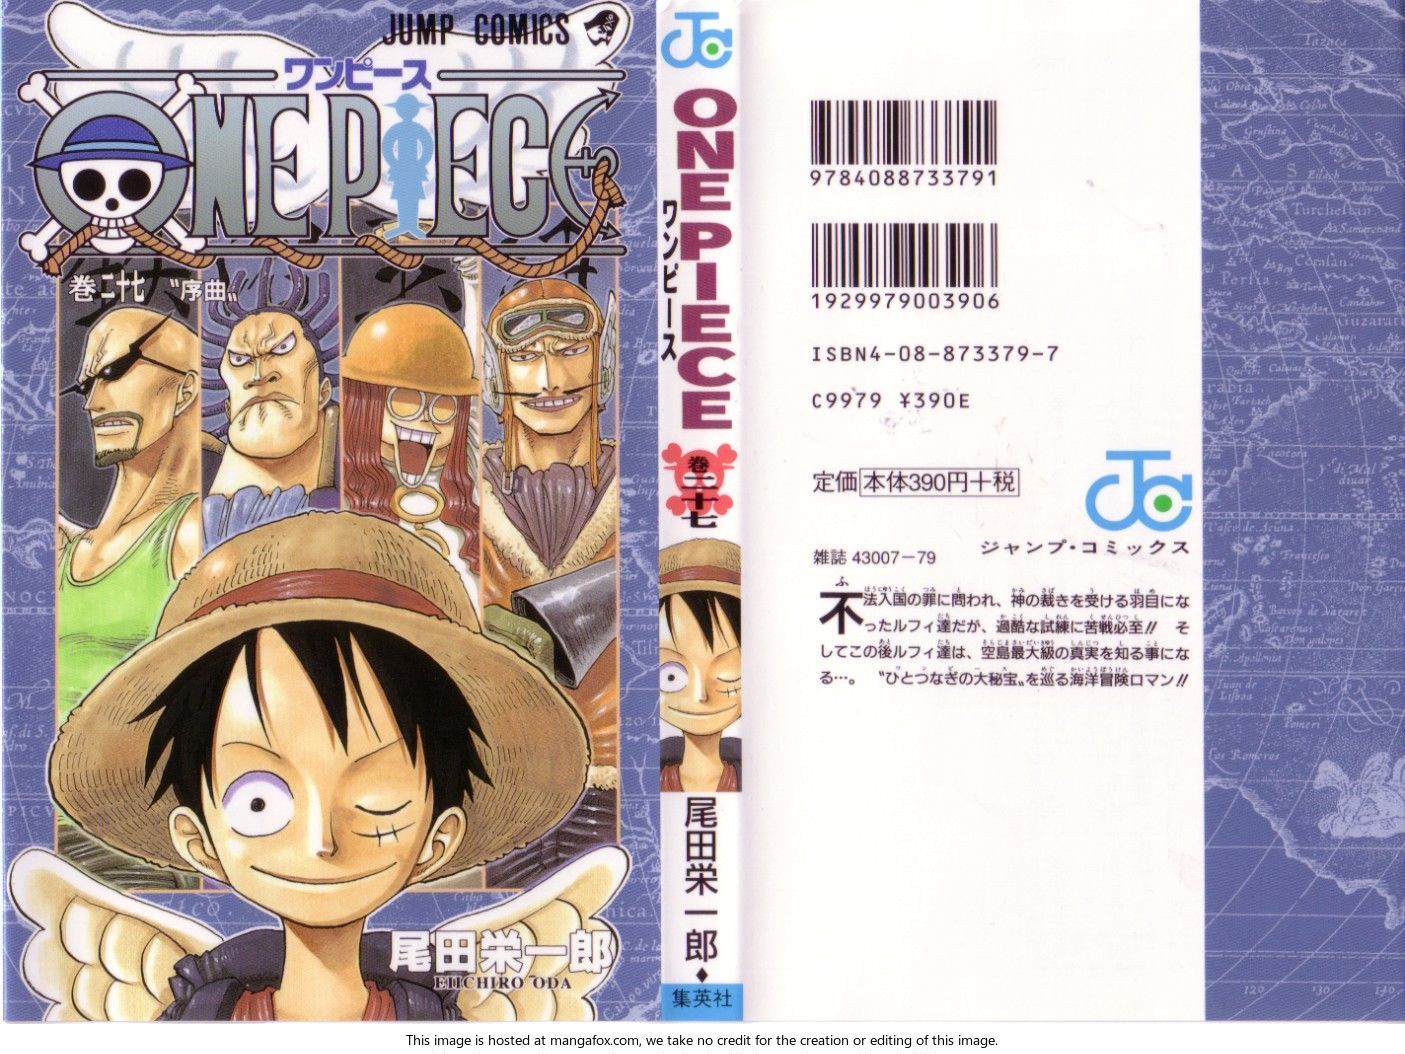 JUMP COMICS
ワンピース
ONE PIECE
巻二十七 〝序曲〟
尾田栄一郎
EIICHIRO ODA
JC
ONE PIECE
ワンピース
巻二十七
尾田栄一郎
集英社
9784088733791
1929979003906
ISBN4-08-873379-7
C9979 ¥390E
定価 本体390円+税
JC
ジャンプ・コミックス
雑誌 43007-79
不法入国の罪に問われ、神の裁きを受ける羽目にな
ったルフィ達だが、過酷な試練に苦戦必至!! そ
してこの後ルフィ達は、空島最大級の真実を知る事にな
る…。 〝ひとつなぎの大秘宝〟を巡る海洋冒険ロマン!!
This image is hosted at mangafox.com, we take no credit for the creation or editing of this image.